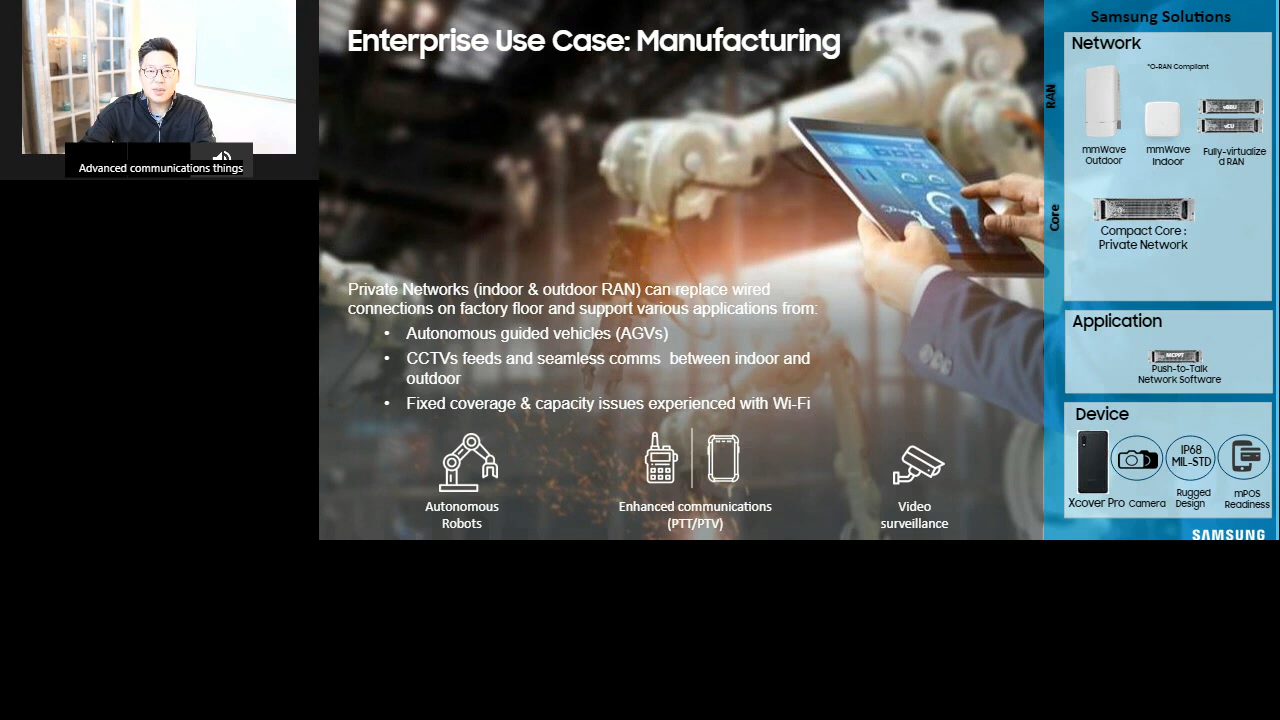 Advanced communications things
Enterprise Use Case: Manufacturing
Private Networks (indoor & outdoor RAN) can replace wired
connections on factory floor and support various applications from:
• Autonomous guided vehicles (AGVs)
• CCTVs feeds and seamless comms between indoor and
outdoor
• Fixed coverage & capacity issues experienced with Wi-Fi
Autonomous
Robots
Enhanced communications
(PTT/PTV)
Video
surveillance
Samsung Solutions
Network
*O-RAN Compliant
RAN
vDU
vCU
mmWave
Outdoor
mmWave
Indoor
Fully-virtualize
d RAN
Core
Compact Core :
Private Network
Application
MCPPT
Push-to-Talk
Network Software
Device
IP68
MIL-STD
Xcover Pro
Camera
Rugged
Design
mPOS
Readiness
SAMSUNG